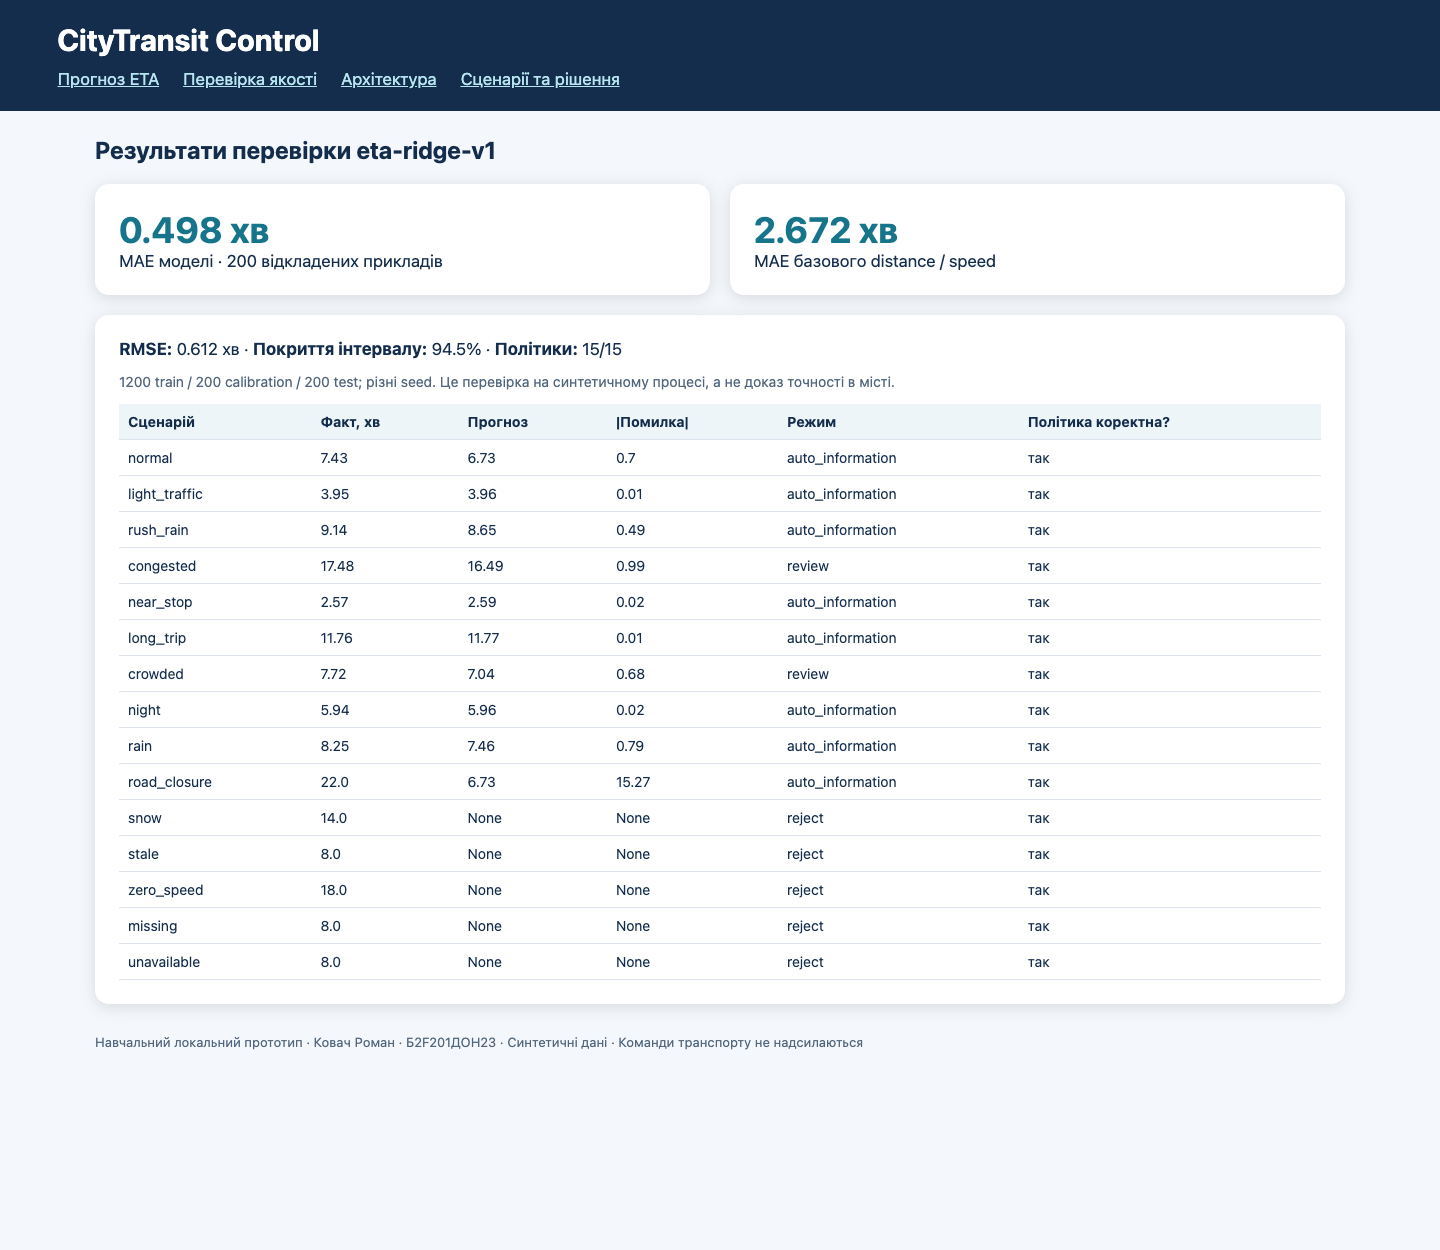 CityTransit Control
Прогноз ETA Перевірка якості Архітектура Сценарії та рішення
Результати перевірки eta-ridge-v1
0.498 хв
MAE моделі · 200 відкладених прикладів
2.672 хв
MAE базового distance / speed
RMSE: 0.612 хв · Покриття інтервалу: 94.5% · Політики: 15/15
1200 train / 200 calibration / 200 test; різні seed. Це перевірка на синтетичному процесі, а не доказ точності в місті.
Сценарій Факт, хв Прогноз |Помилка| Режим Політика коректна?
normal 7.43 6.73 0.7 auto_information так
light_traffic 3.95 3.96 0.01 auto_information так
rush_rain 9.14 8.65 0.49 auto_information так
congested 17.48 16.49 0.99 review так
near_stop 2.57 2.59 0.02 auto_information так
long_trip 11.76 11.77 0.01 auto_information так
crowded 7.72 7.04 0.68 review так
night 5.94 5.96 0.02 auto_information так
rain 8.25 7.46 0.79 auto_information так
road_closure 22.0 6.73 15.27 auto_information так
snow 14.0 None None reject так
stale 8.0 None None reject так
zero_speed 18.0 None None reject так
missing 8.0 None None reject так
unavailable 8.0 None None reject так
Навчальний локальний прототип · Ковач Роман · Б2F201ДОН23 · Синтетичні дані · Команди транспорту не надсилаються